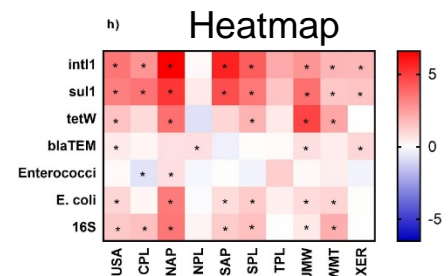 h)
Heatmap
intI1 * * * * * * * *
sul1 * * * * * * * *
tetW * * * * *
blaTEM * * * *
Enterococci * *
E. coli * * * * * *
16S * * * * * * *
USA CPL NAP NPL SAP SPL TPL UMW WMT XER
5
0
-5